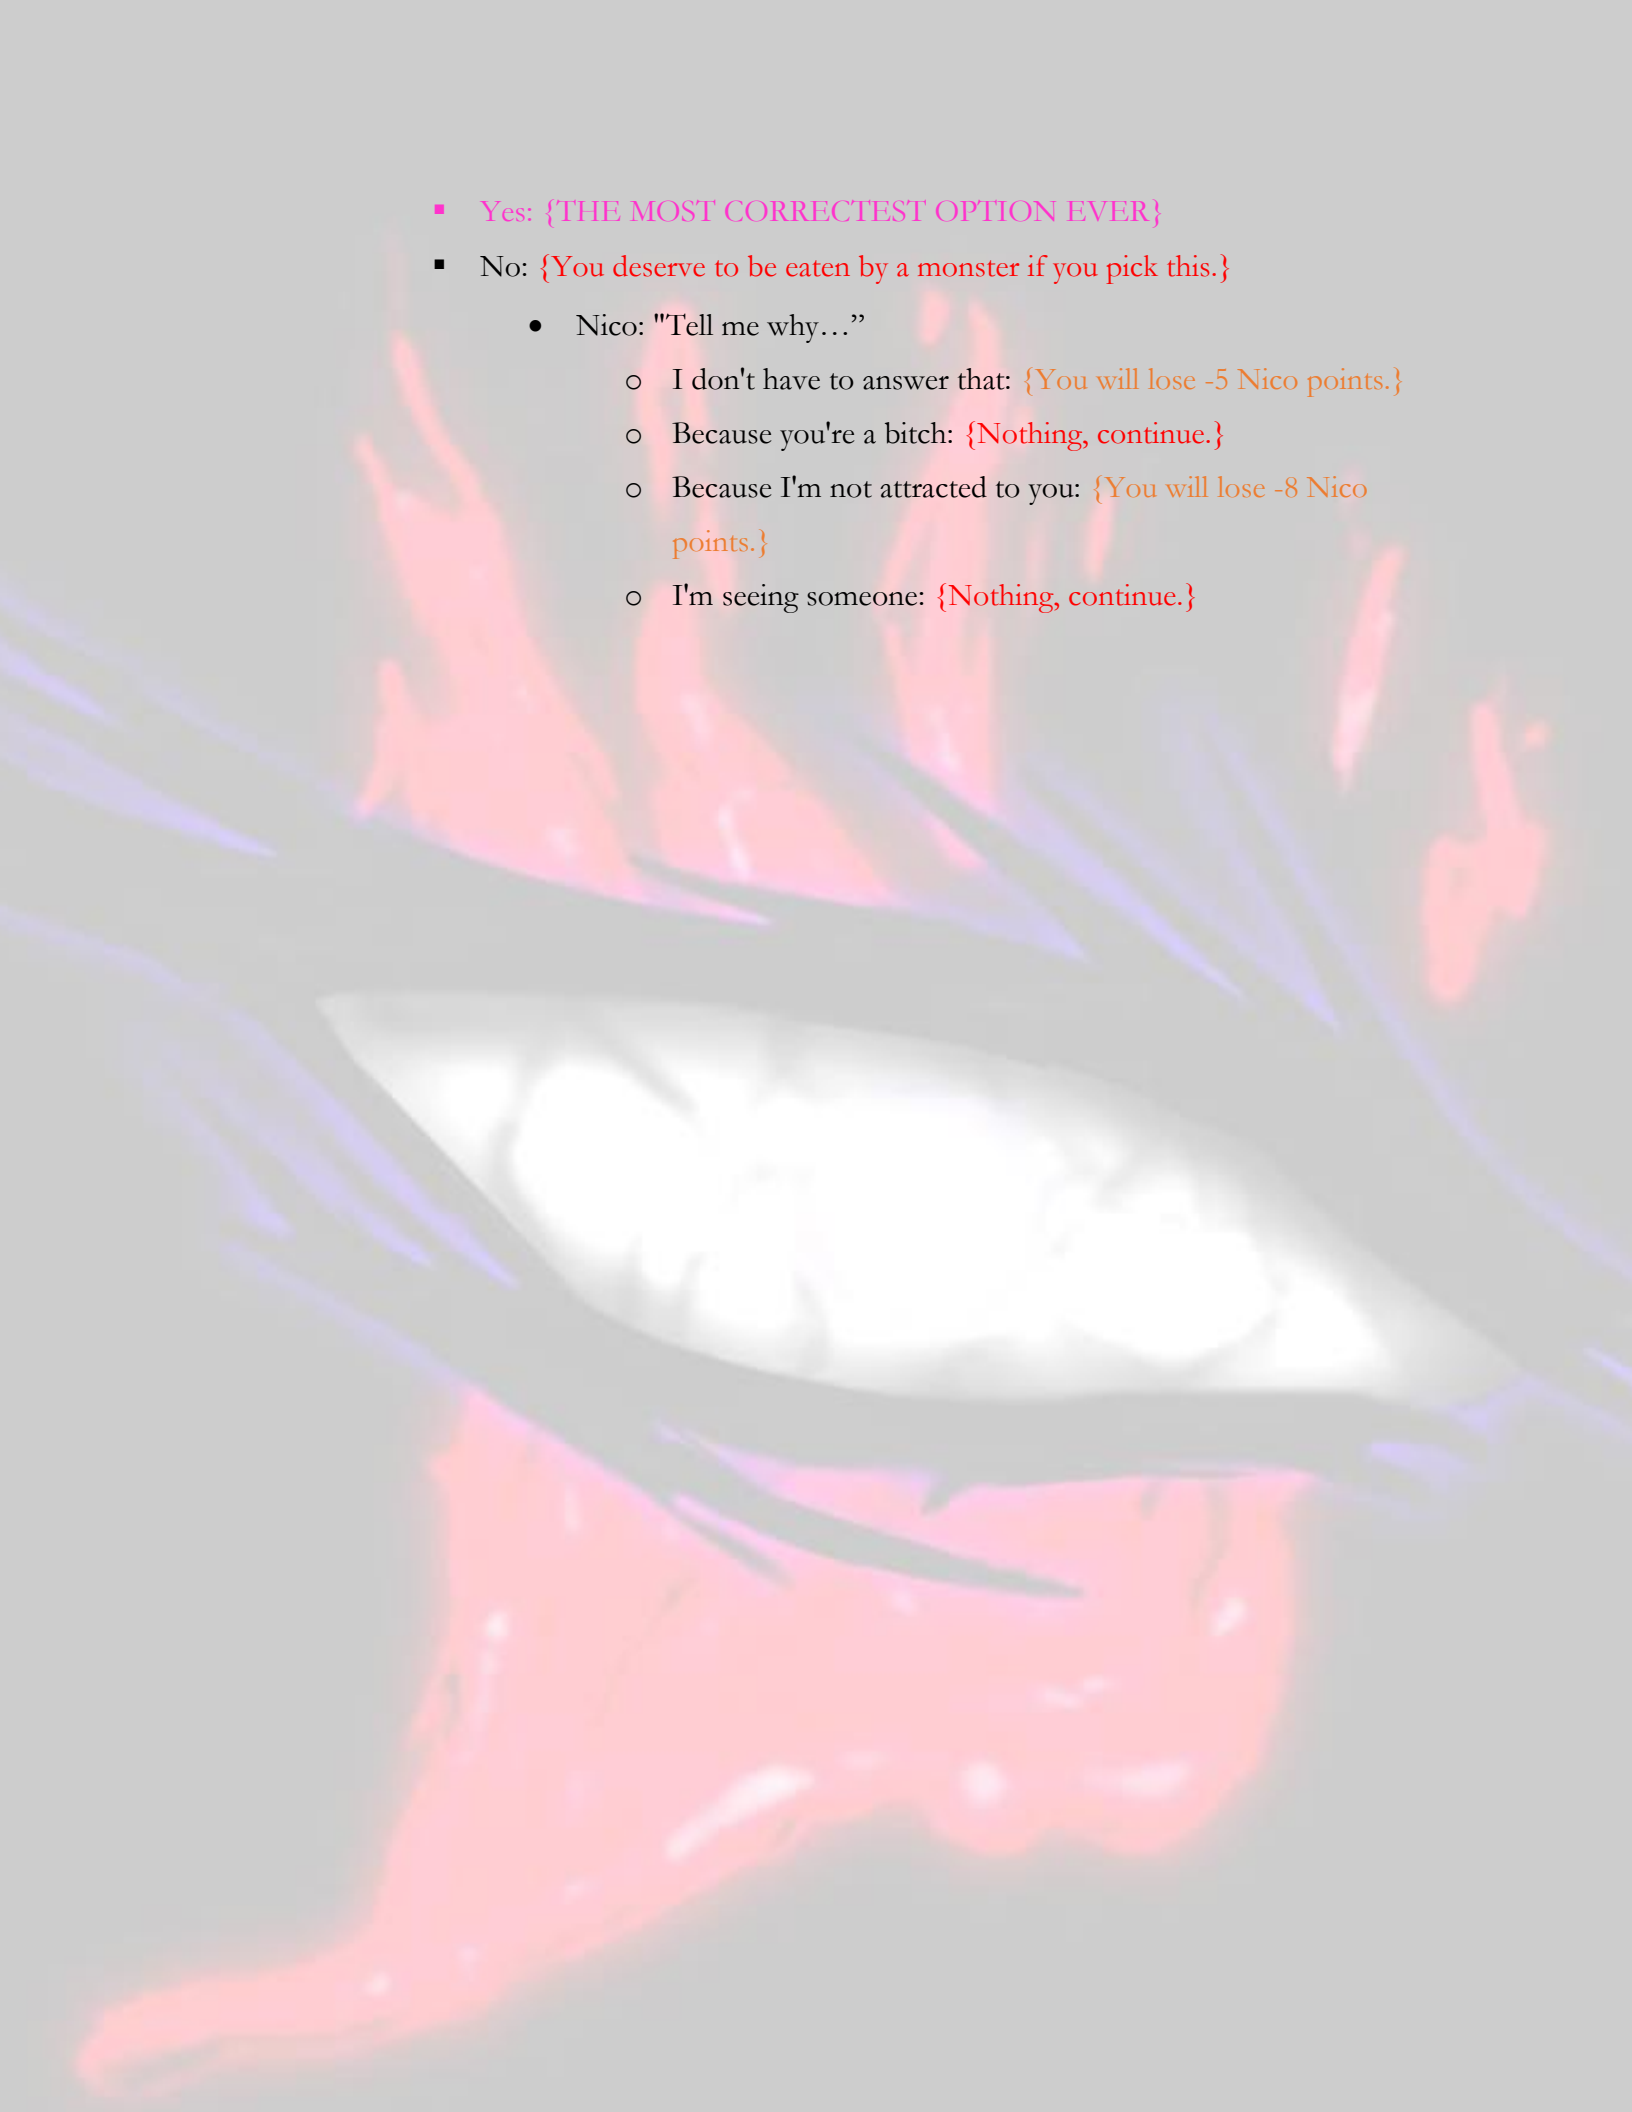 ▪ Yes: {THE MOST CORRECTEST OPTION EVER}
▪ No: {You deserve to be eaten by a monster if you pick this.}
• Nico: "Tell me why…”
o I don't have to answer that: {You will lose -5 Nico points.}
o Because you're a bitch: {Nothing, continue.}
o Because I'm not attracted to you: {You will lose -8 Nico
points.}
o I'm seeing someone: {Nothing, continue.}